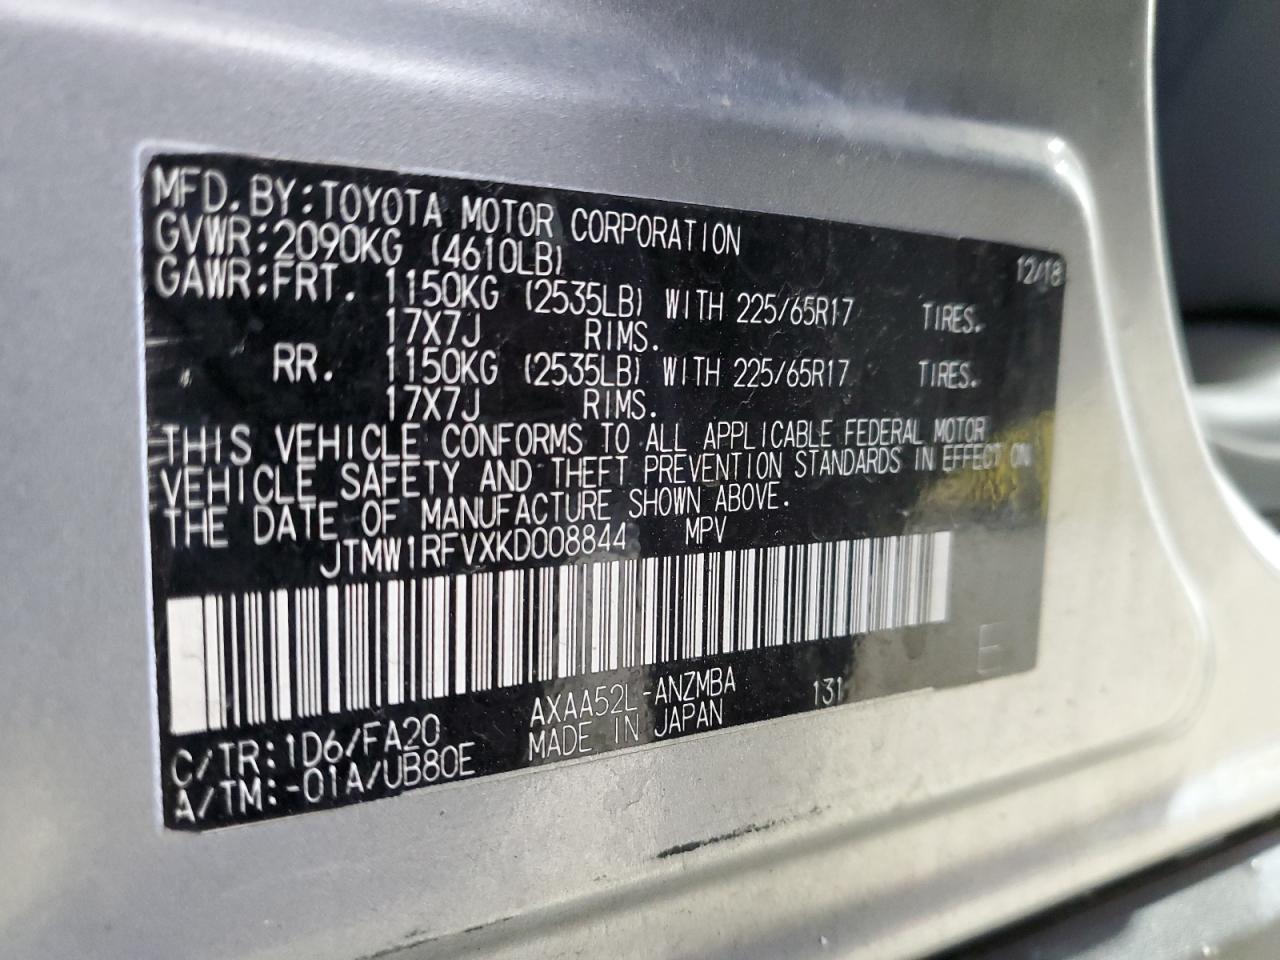 MFD. BY: TOYOTA MOTOR CORPORATION
12/18
GVWR: 2090KG (4610LB)
GAWR: FRT. 1150KG (2535LB) WITH 225/65R17 TIRES.
17X7J RIMS.
RR. 1150KG (2535LB) WITH 225/65R17 TIRES.
17X7J RIMS.
THIS VEHICLE CONFORMS TO ALL APPLICABLE FEDERAL MOTOR
VEHICLE SAFETY AND THEFT PREVENTION STANDARDS IN EFFECT ON
THE DATE OF MANUFACTURE SHOWN ABOVE.
JTMW1RFVXKD008844 MPV
E
C/TR: 1D6/FA20 AXAA52L-ANZMBA 131
A/TM: -01A/UB80E MADE IN JAPAN